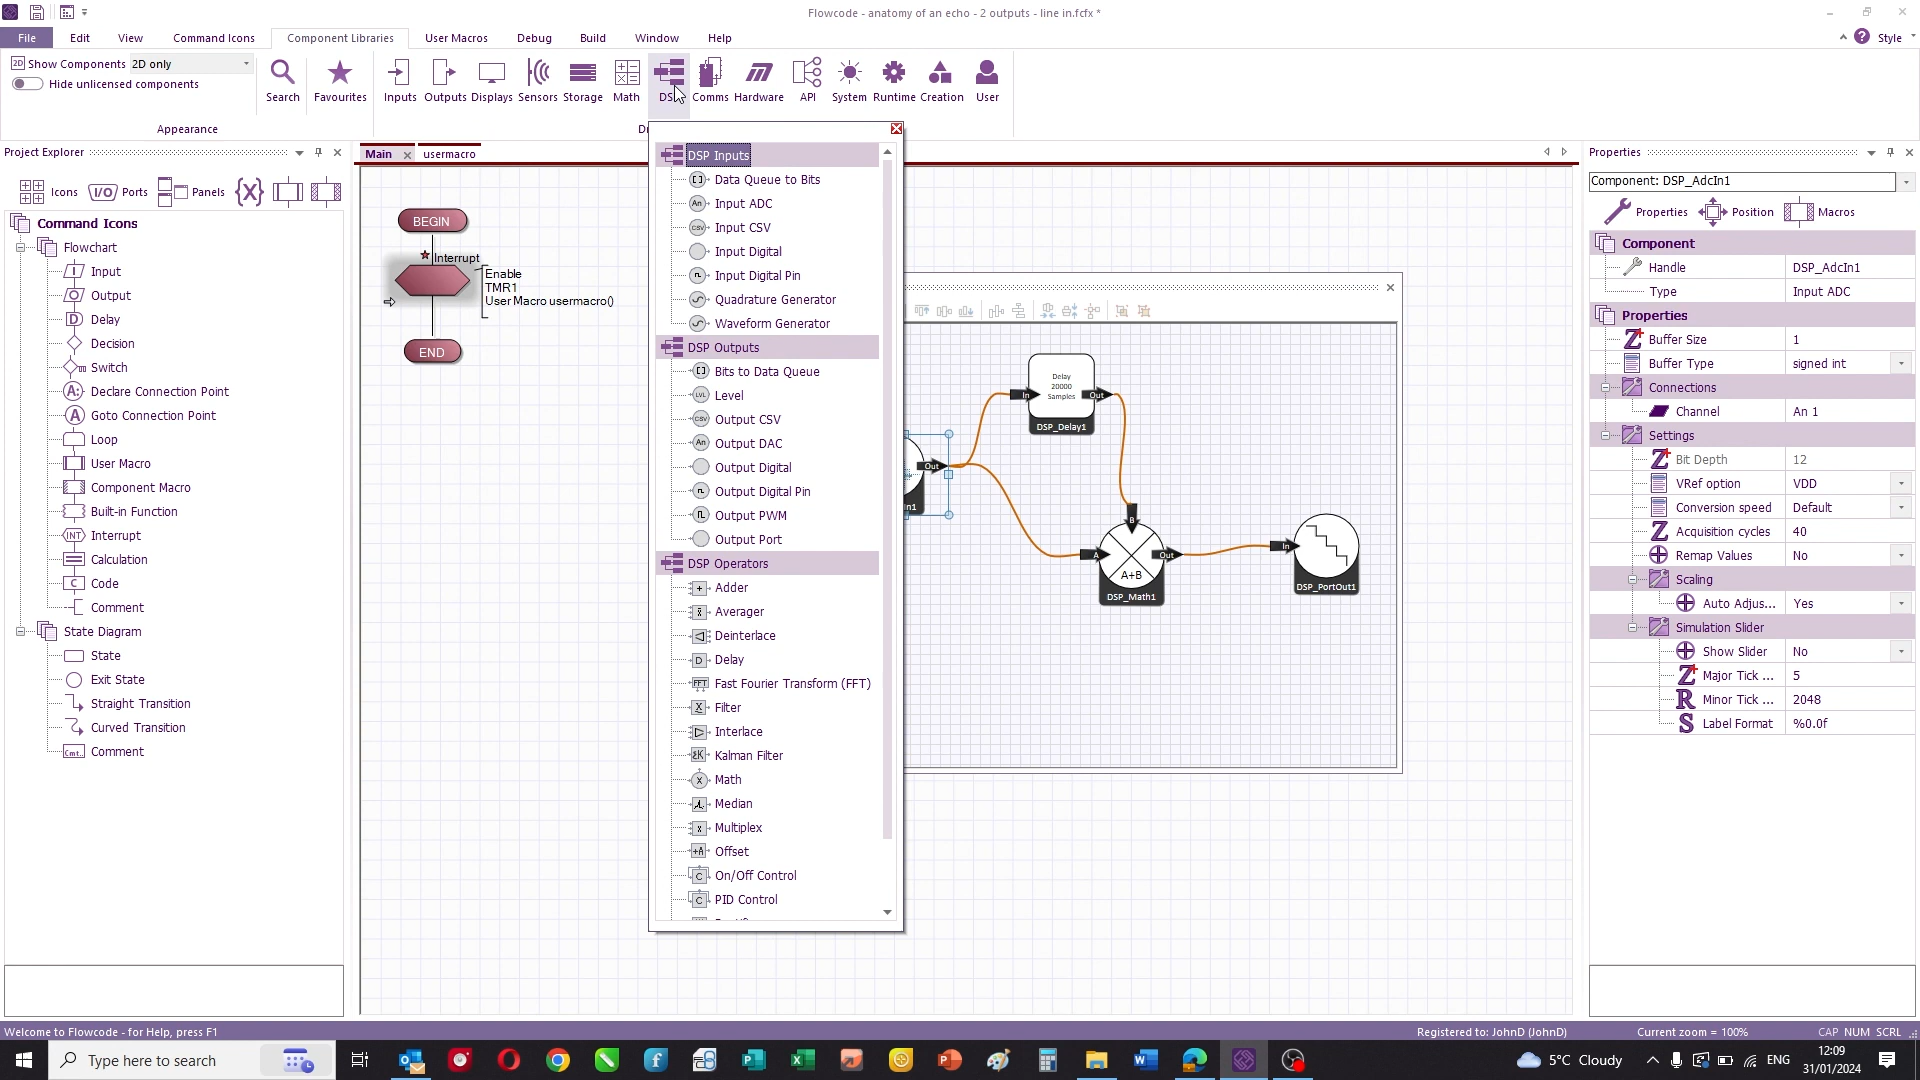 Flowcode - anatomy of an echo - 2 outputs - line in.fcfx *
File Edit View Command Icons Component Libraries User Macros Debug Build Window Help Style
Show Components 2D only
Hide unlicensed components
Search Favourites Inputs Outputs Displays Sensors Storage Math Comms Hardware API System Runtime Creation User
Appearance
Project Explorer
Icons Ports Panels
Command Icons
Flowchart
Input
Output
Delay
Decision
Switch
Declare Connection Point
Goto Connection Point
Loop
User Macro
Component Macro
Built-in Function
Interrupt
Calculation
Code
Comment
State Diagram
State
Exit State
Straight Transition
Curved Transition
Comment
Main usermacro
BEGIN
Interrupt
Enable
TMR1
User Macro usermacro()
END
DSP Inputs
Data Queue to Bits
Input ADC
Input CSV
Input Digital
Input Digital Pin
Quadrature Generator
Waveform Generator
DSP Outputs
Bits to Data Queue
Level
Output CSV
Output DAC
Output Digital
Output Digital Pin
Output PWM
Output Port
DSP Operators
Adder
Averager
Deinterlace
Delay
Fast Fourier Transform (FFT)
Filter
Interlace
Kalman Filter
Math
Median
Multiplex
Offset
On/Off Control
PID Control
Delay
20000
Samples
In Out
DSP_Delay1
Out
In1
B
A Out
A+B
DSP_Math1
In
DSP_PortOut1
Properties
Component: DSP_AdcIn1
Properties Position Macros
Component
Handle DSP_AdcIn1
Type Input ADC
Properties
Buffer Size 1
Buffer Type signed int
Connections
Channel An 1
Settings
Bit Depth 12
VRef option VDD
Conversion speed Default
Acquisition cycles 40
Remap Values No
Scaling
Auto Adjus... Yes
Simulation Slider
Show Slider No
Major Tick ... 5
Minor Tick ... 2048
Label Format %0.0f
Welcome to Flowcode - for Help, press F1
Registered to: JohnD (JohnD) Current zoom = 100% CAP NUM SCRL
Type here to search
5°C Cloudy
ENG
12:09
31/01/2024